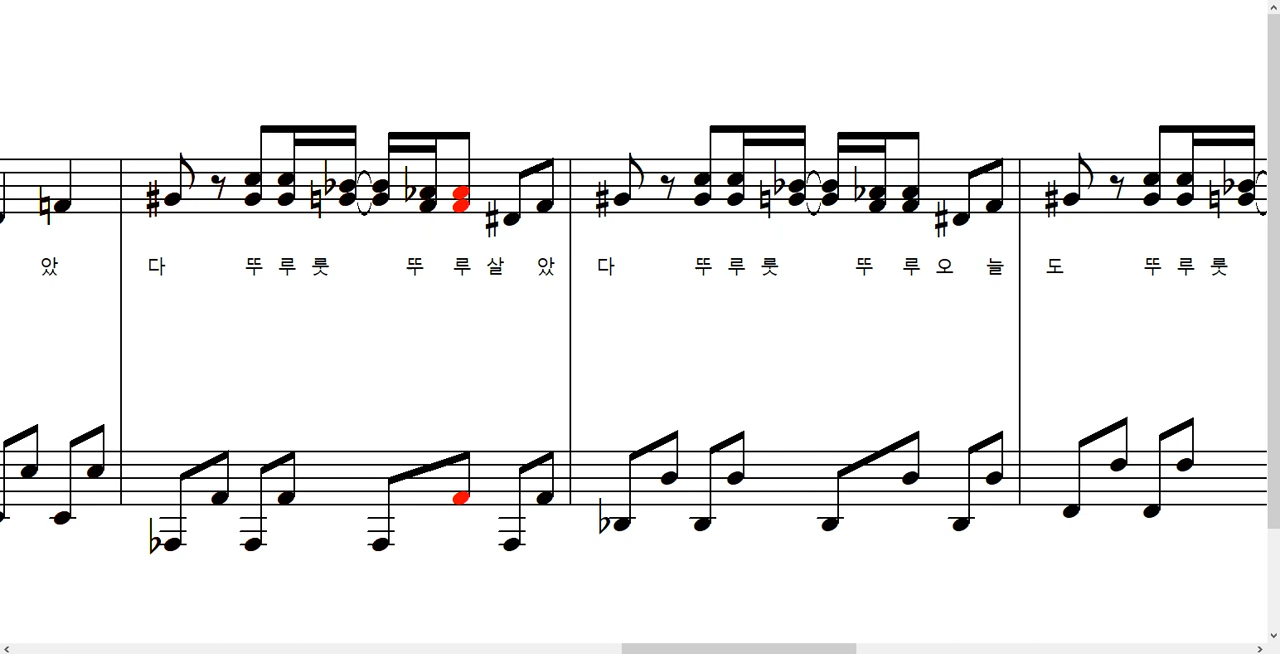 았 다 뚜 루 룻 뚜 루 살 았 다 뚜 루 룻 뚜 루 오 늘 도 뚜 루 룻